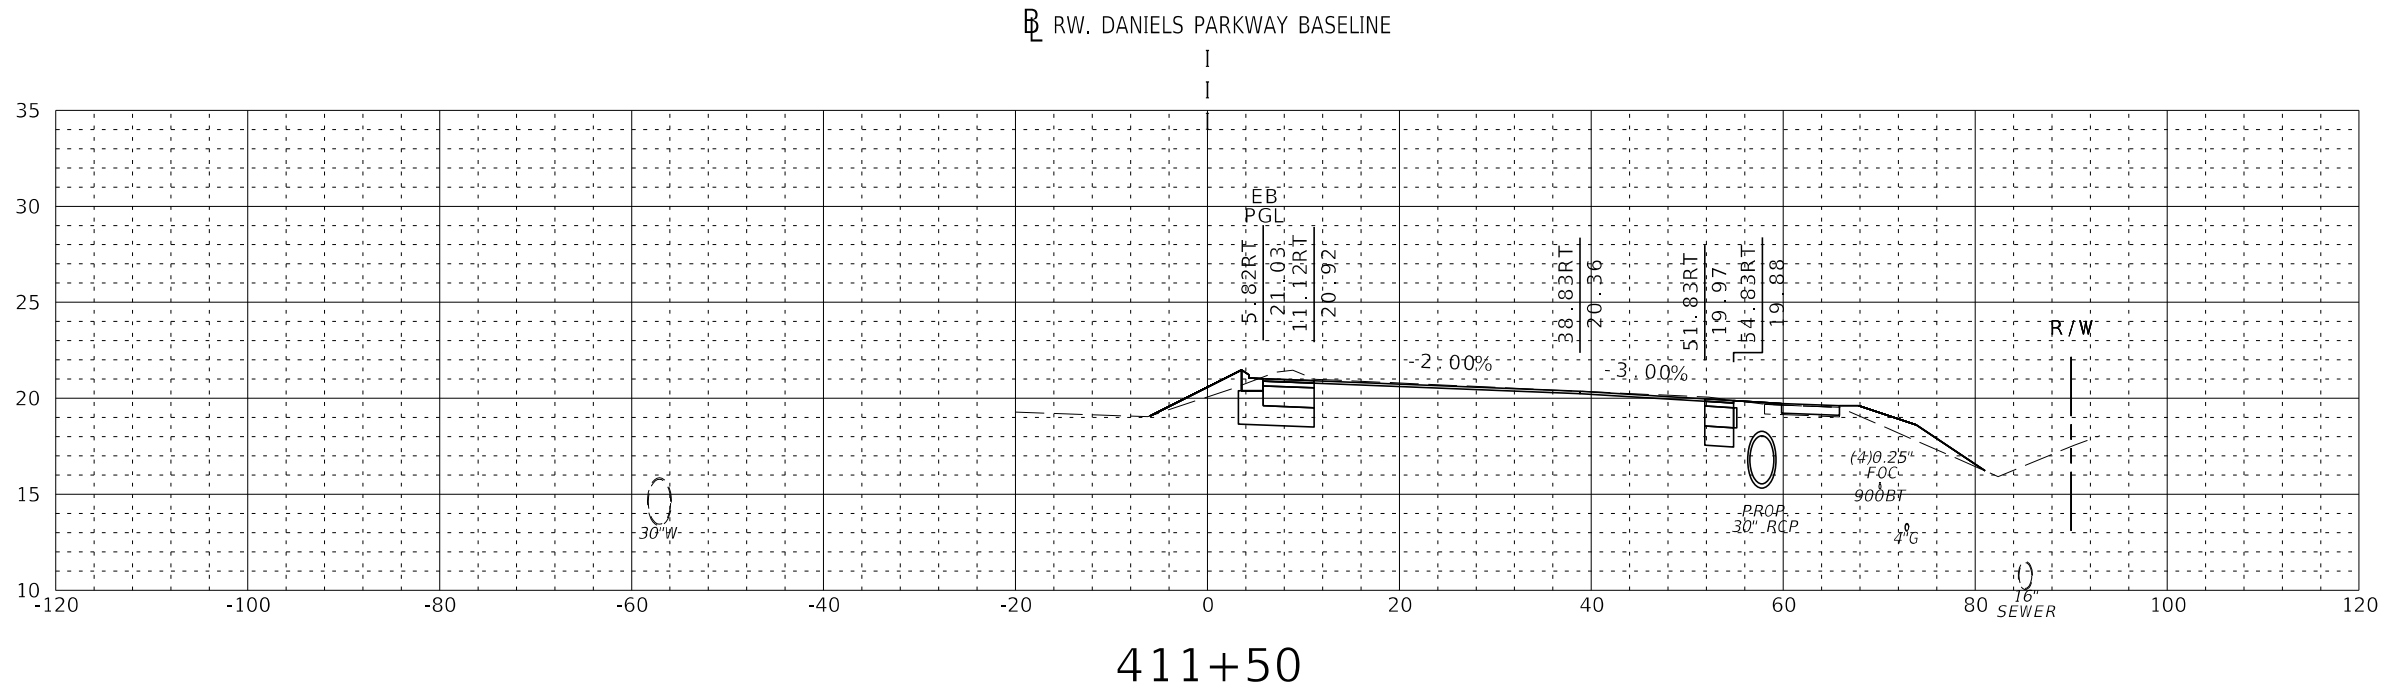 BL RW. DANIELS PARKWAY BASELINE
35
30
25
20
15
10
EB
PGL
5.82RT
21.03
11.12RT
20.92
38.83RT
20.36
51.83RT
19.97
54.83RT
19.88
-2.00%
-3.00%
R/W
30"W
PROP.
30" RCP
(4)0.25"
FOC
900BT
4"G
16"
SEWER
-120 -100 -80 -60 -40 -20 0 20 40 60 80 100 120
411+50